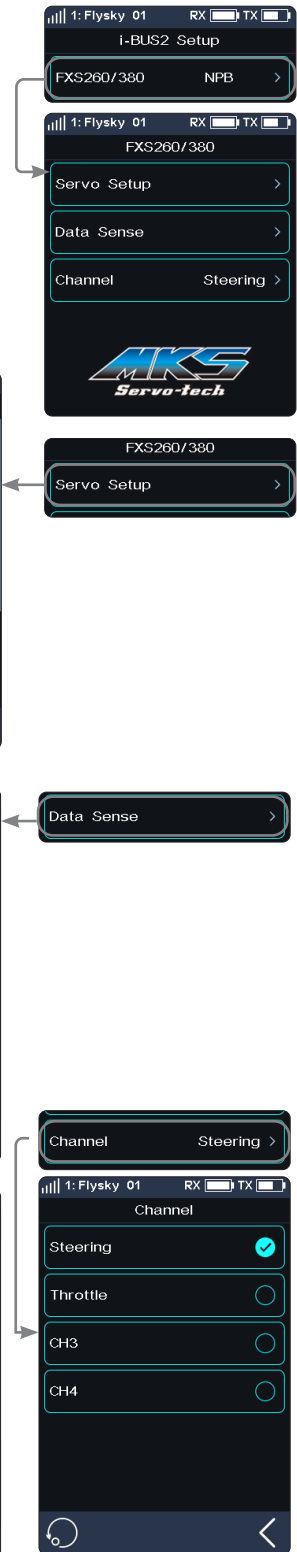 1: Flysky 01 RX TX
i-BUS2 Setup
FXS260/380 NPB >
1: Flysky 01 RX TX
FXS260/380
Servo Setup >
Data Sense >
Channel Steering >
MKS
Servo-tech
FXS260/380
Servo Setup >
Data Sense >
Channel Steering >
1: Flysky 01 RX TX
Channel
Steering
Throttle
CH3
CH4